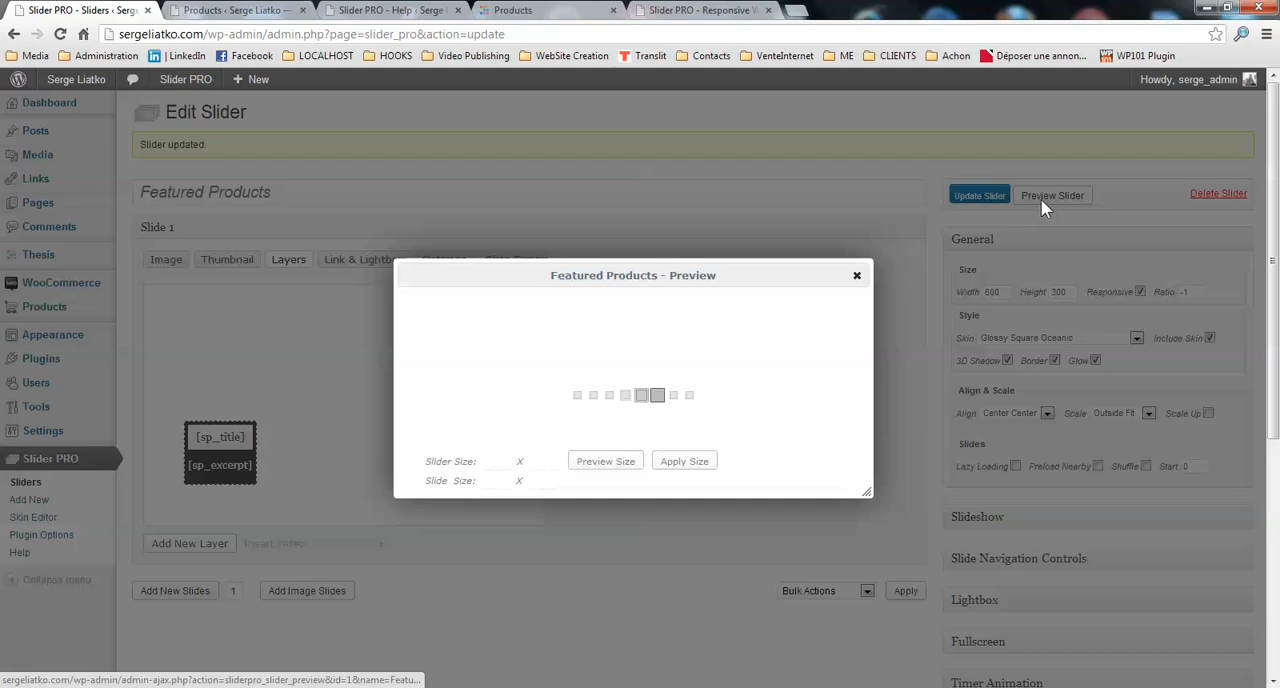 Slider PRO - Sliders ‹ Serge
Products ‹ Serge Liatko —
Slider PRO - Help ‹ Serge
Products
Slider PRO - Responsive W
sergeliatko.com/wp-admin/admin.php?page=slider_pro&action=update
Media
Administration
LinkedIn
Facebook
LOCALHOST
HOOKS
Video Publishing
WebSite Creation
Translit
Contacts
VenteInternet
ME
CLIENTS
Achon
Déposer une annon...
WP101 Plugin
Serge Liatko
Slider PRO
+ New
Howdy, serge_admin
Dashboard
Posts
Media
Links
Pages
Comments
Thesis
WooCommerce
Products
Appearance
Plugins
Users
Tools
Settings
Slider PRO
Sliders
Add New
Skin Editor
Plugin Options
Help
Collapse menu
Edit Slider
Slider updated.
Featured Products
Slide 1
Image
Thumbnail
Layers
Link & Lightbox
[sp_title]
[sp_excerpt]
Add New Layer
Insert Video
Add New Slides
1
Add Image Slides
Bulk Actions
Apply
Featured Products - Preview
Slider Size: X
Preview Size
Apply Size
Slide Size: X
Update Slider
Preview Slider
Delete Slider
General
Size
Width 600 Height 300 Responsive Ratio -1
Style
Skin Glossy Square Oceanic Include Skin
3D Shadow Border Glow
Align & Scale
Align Center Center Scale Outside Fit Scale Up
Slides
Lazy Loading Preload Nearby Shuffle Start 0
Slideshow
Slide Navigation Controls
Lightbox
Fullscreen
Timer Animation
sergeliatko.com/wp-admin/admin-ajax.php?action=sliderpro_slider_preview&id=1&name=Featu...